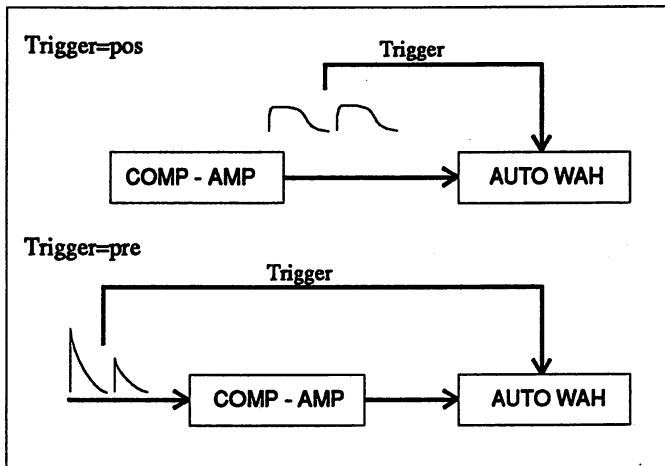 Trigger=pos
Trigger
COMP - AMP
AUTO WAH
Trigger=pre
Trigger
COMP - AMP
AUTO WAH